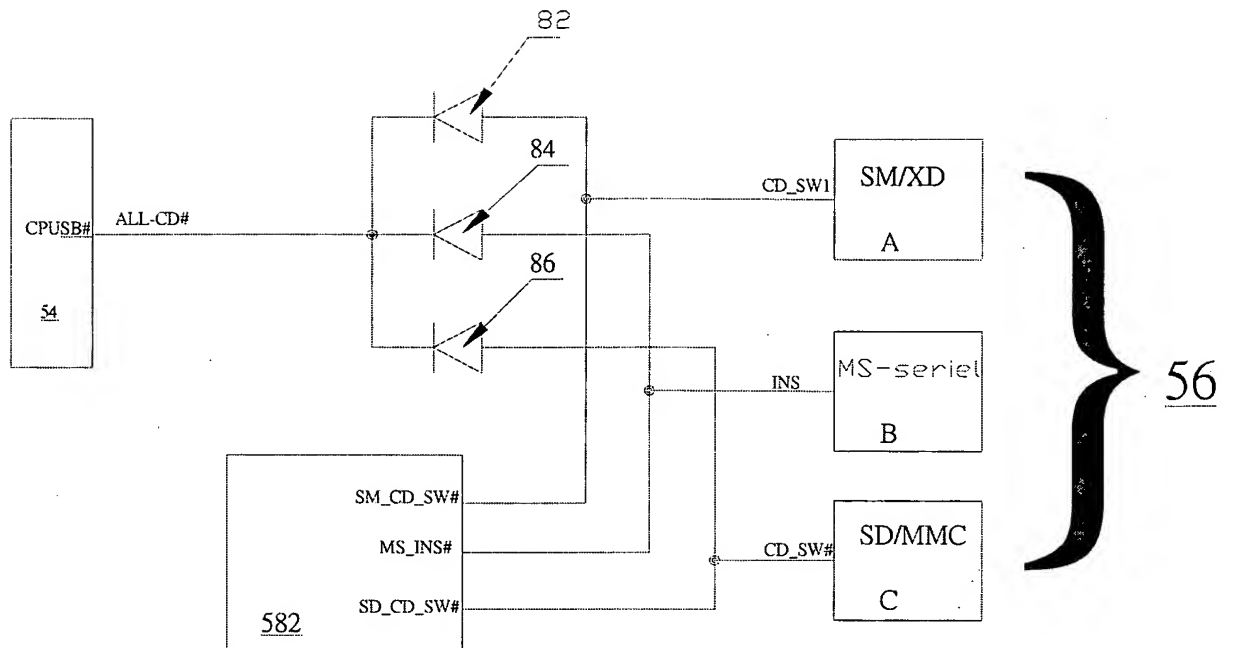 82
84
86
CPUSB#
ALL-CD#
54
CD_SW1
SM/XD
A
INS
MS-seriel
B
56
CD_SW#
SD/MMC
C
SM_CD_SW#
MS_INS#
SD_CD_SW#
582